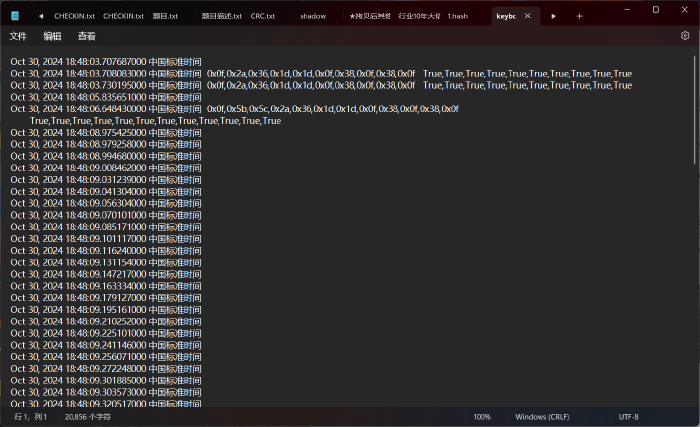 CHECKIN.txt CHECKIN.txt 题目.txt 题目描述.txt CRC.txt shadow 行业10年大佬 1.hash keybc
文件 编辑 查看
Oct 30, 2024 18:48:03.707687000 中国标准时间
Oct 30, 2024 18:48:03.708083000 中国标准时间 0x0f,0x2a,0x36,0x1d,0x1d,0x0f,0x38,0x0f,0x38,0x0f True,True,True,True,True,True,True,True,True,True
Oct 30, 2024 18:48:03.730195000 中国标准时间 0x0f,0x2a,0x36,0x1d,0x1d,0x0f,0x38,0x0f,0x38,0x0f True,True,True,True,True,True,True,True,True,True
Oct 30, 2024 18:48:05.835651000 中国标准时间
Oct 30, 2024 18:48:06.648430000 中国标准时间 0x0f,0x5b,0x5c,0x2a,0x36,0x1d,0x1d,0x0f,0x38,0x0f,0x38,0x0f
True,True,True,True,True,True,True,True,True,True,True,True
Oct 30, 2024 18:48:08.975425000 中国标准时间
Oct 30, 2024 18:48:08.979258000 中国标准时间
Oct 30, 2024 18:48:08.994680000 中国标准时间
Oct 30, 2024 18:48:09.008462000 中国标准时间
Oct 30, 2024 18:48:09.031239000 中国标准时间
Oct 30, 2024 18:48:09.041304000 中国标准时间
Oct 30, 2024 18:48:09.056304000 中国标准时间
Oct 30, 2024 18:48:09.070101000 中国标准时间
Oct 30, 2024 18:48:09.085171000 中国标准时间
Oct 30, 2024 18:48:09.101117000 中国标准时间
Oct 30, 2024 18:48:09.116240000 中国标准时间
Oct 30, 2024 18:48:09.131154000 中国标准时间
Oct 30, 2024 18:48:09.147217000 中国标准时间
Oct 30, 2024 18:48:09.163334000 中国标准时间
Oct 30, 2024 18:48:09.179127000 中国标准时间
Oct 30, 2024 18:48:09.195161000 中国标准时间
Oct 30, 2024 18:48:09.210252000 中国标准时间
Oct 30, 2024 18:48:09.225101000 中国标准时间
Oct 30, 2024 18:48:09.241146000 中国标准时间
Oct 30, 2024 18:48:09.256071000 中国标准时间
Oct 30, 2024 18:48:09.272248000 中国标准时间
Oct 30, 2024 18:48:09.301885000 中国标准时间
Oct 30, 2024 18:48:09.303573000 中国标准时间
Oct 30, 2024 18:48:09.320517000 中国标准时间
行 1，列 1 20,856 个字符 100% Windows (CRLF) UTF-8